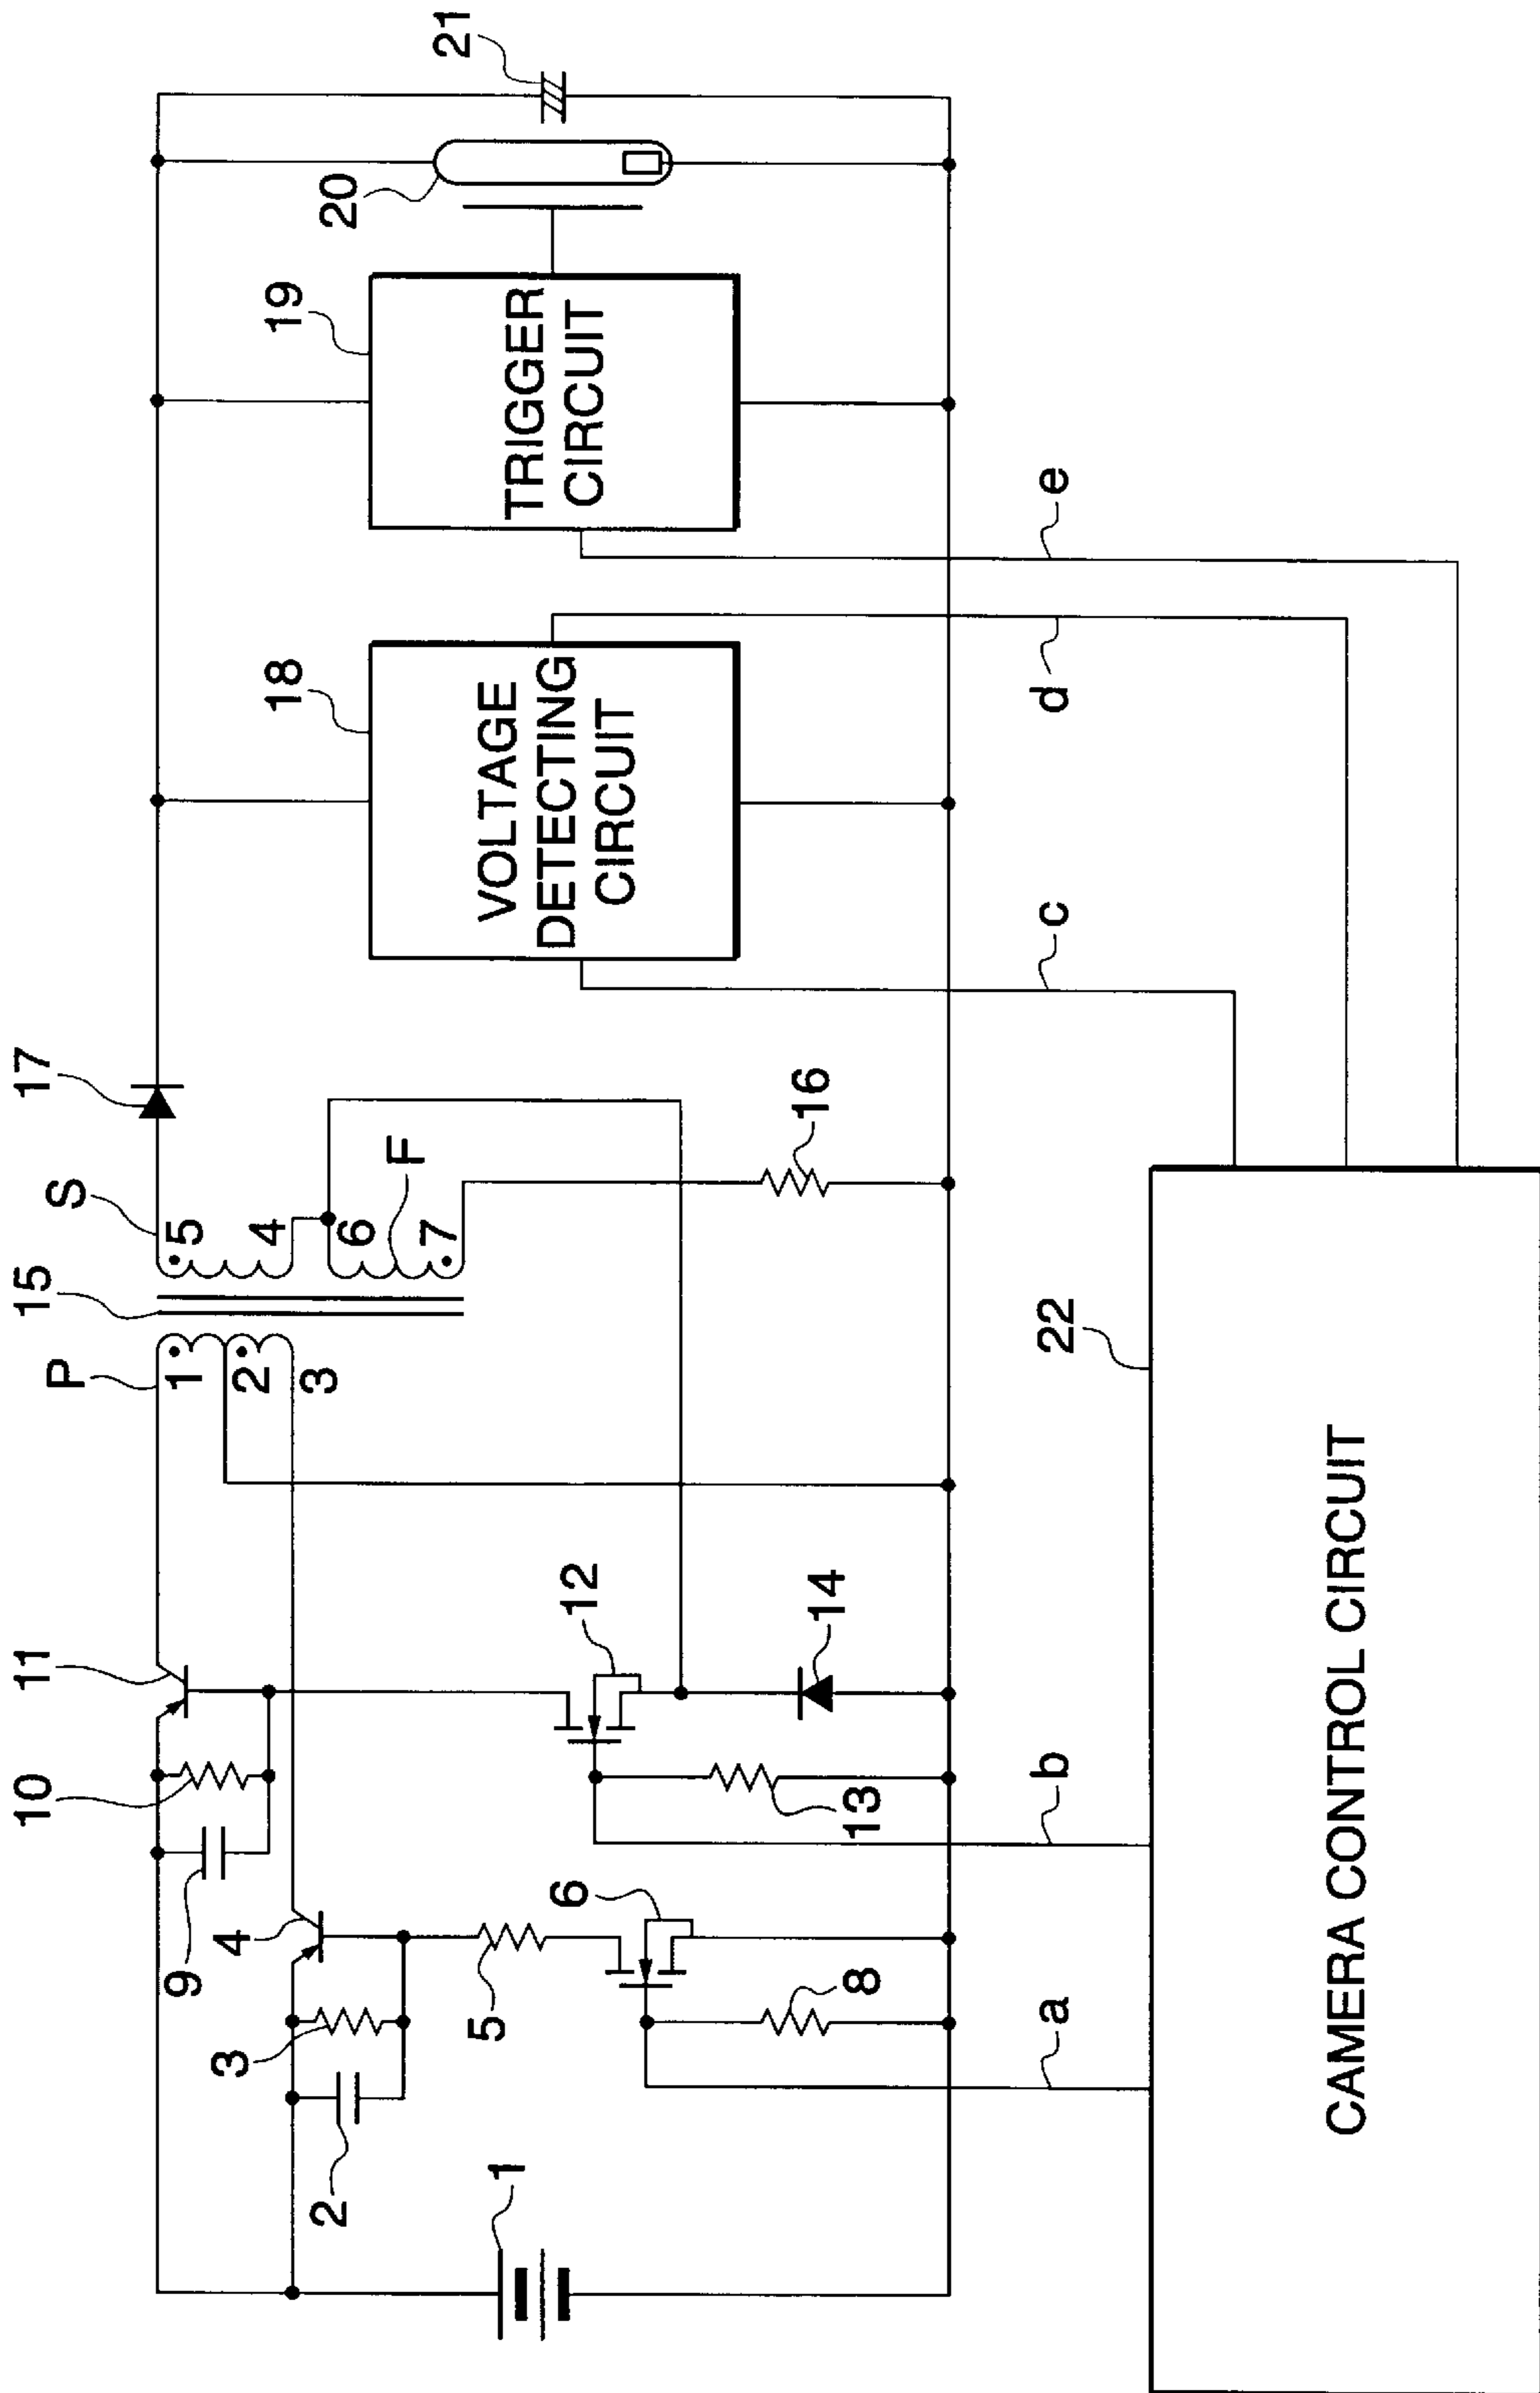 15
S
17
P
5
4
1
2
3
6
F
7
16
11
10
9
4
3
2
1
5
6
8
12
13
14
18
VOLTAGE
DETECTING
CIRCUIT
19
TRIGGER
CIRCUIT
20
21
a
b
c
d
e
22
CAMERA CONTROL CIRCUIT